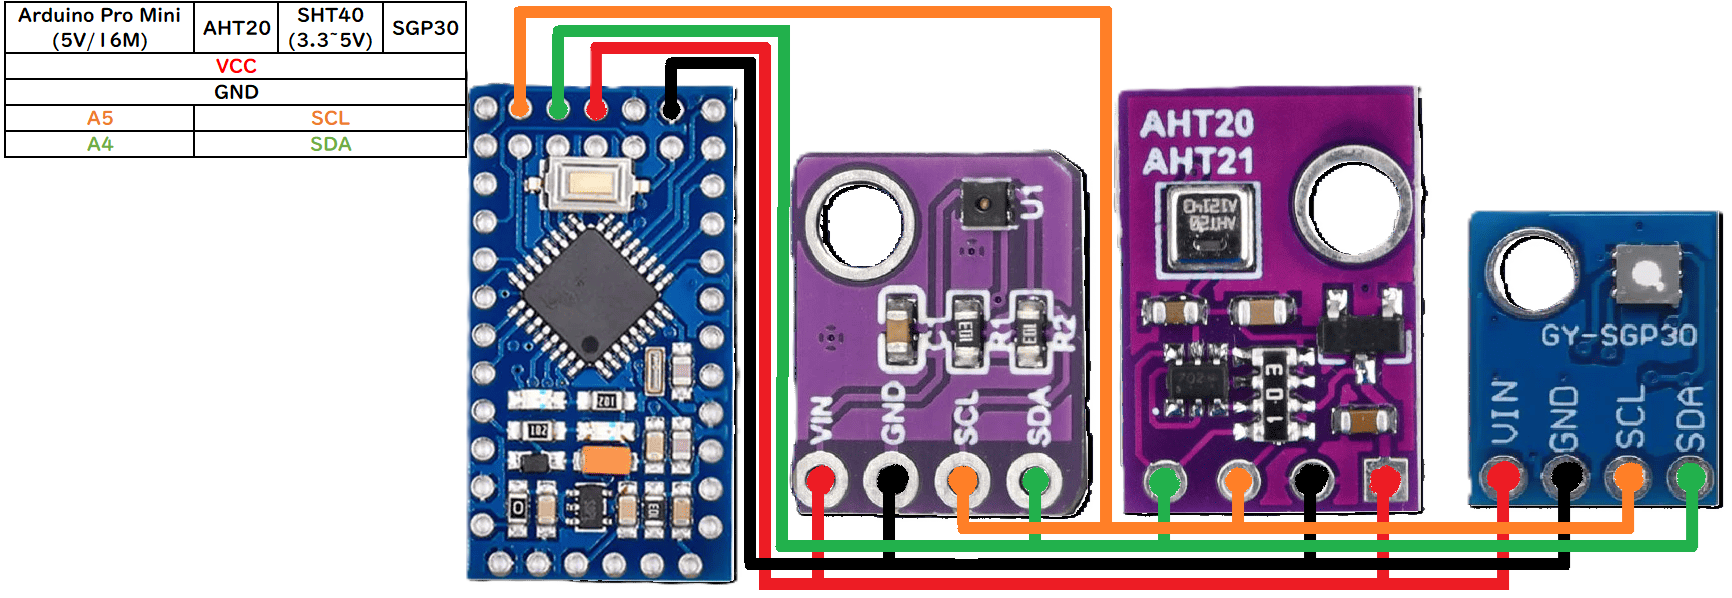 Arduino Pro Mini
(5V/16M)
AHT20
SHT40
(3.3~5V)
SGP30
VCC
GND
A5
SCL
A4
SDA
AHT20
AHT21
U1
C1
R1
R2
VIN
GND
SCL
SDA
GY-SGP30
VIN
GND
SCL
SDA